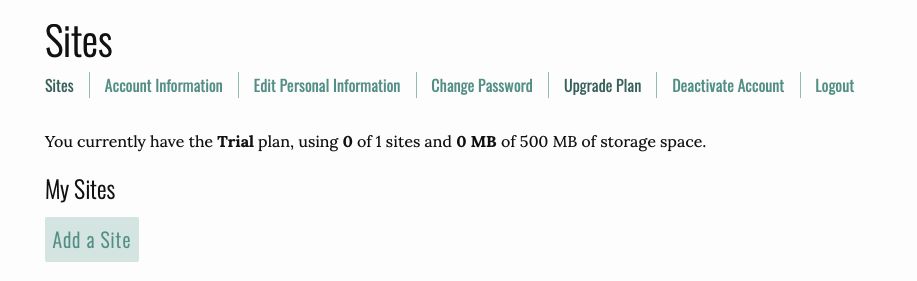 Sites
Sites Account Information Edit Personal Information Change Password Upgrade Plan Deactivate Account Logout
You currently have the Trial plan, using 0 of 1 sites and 0 MB of 500 MB of storage space.
My Sites
Add a Site